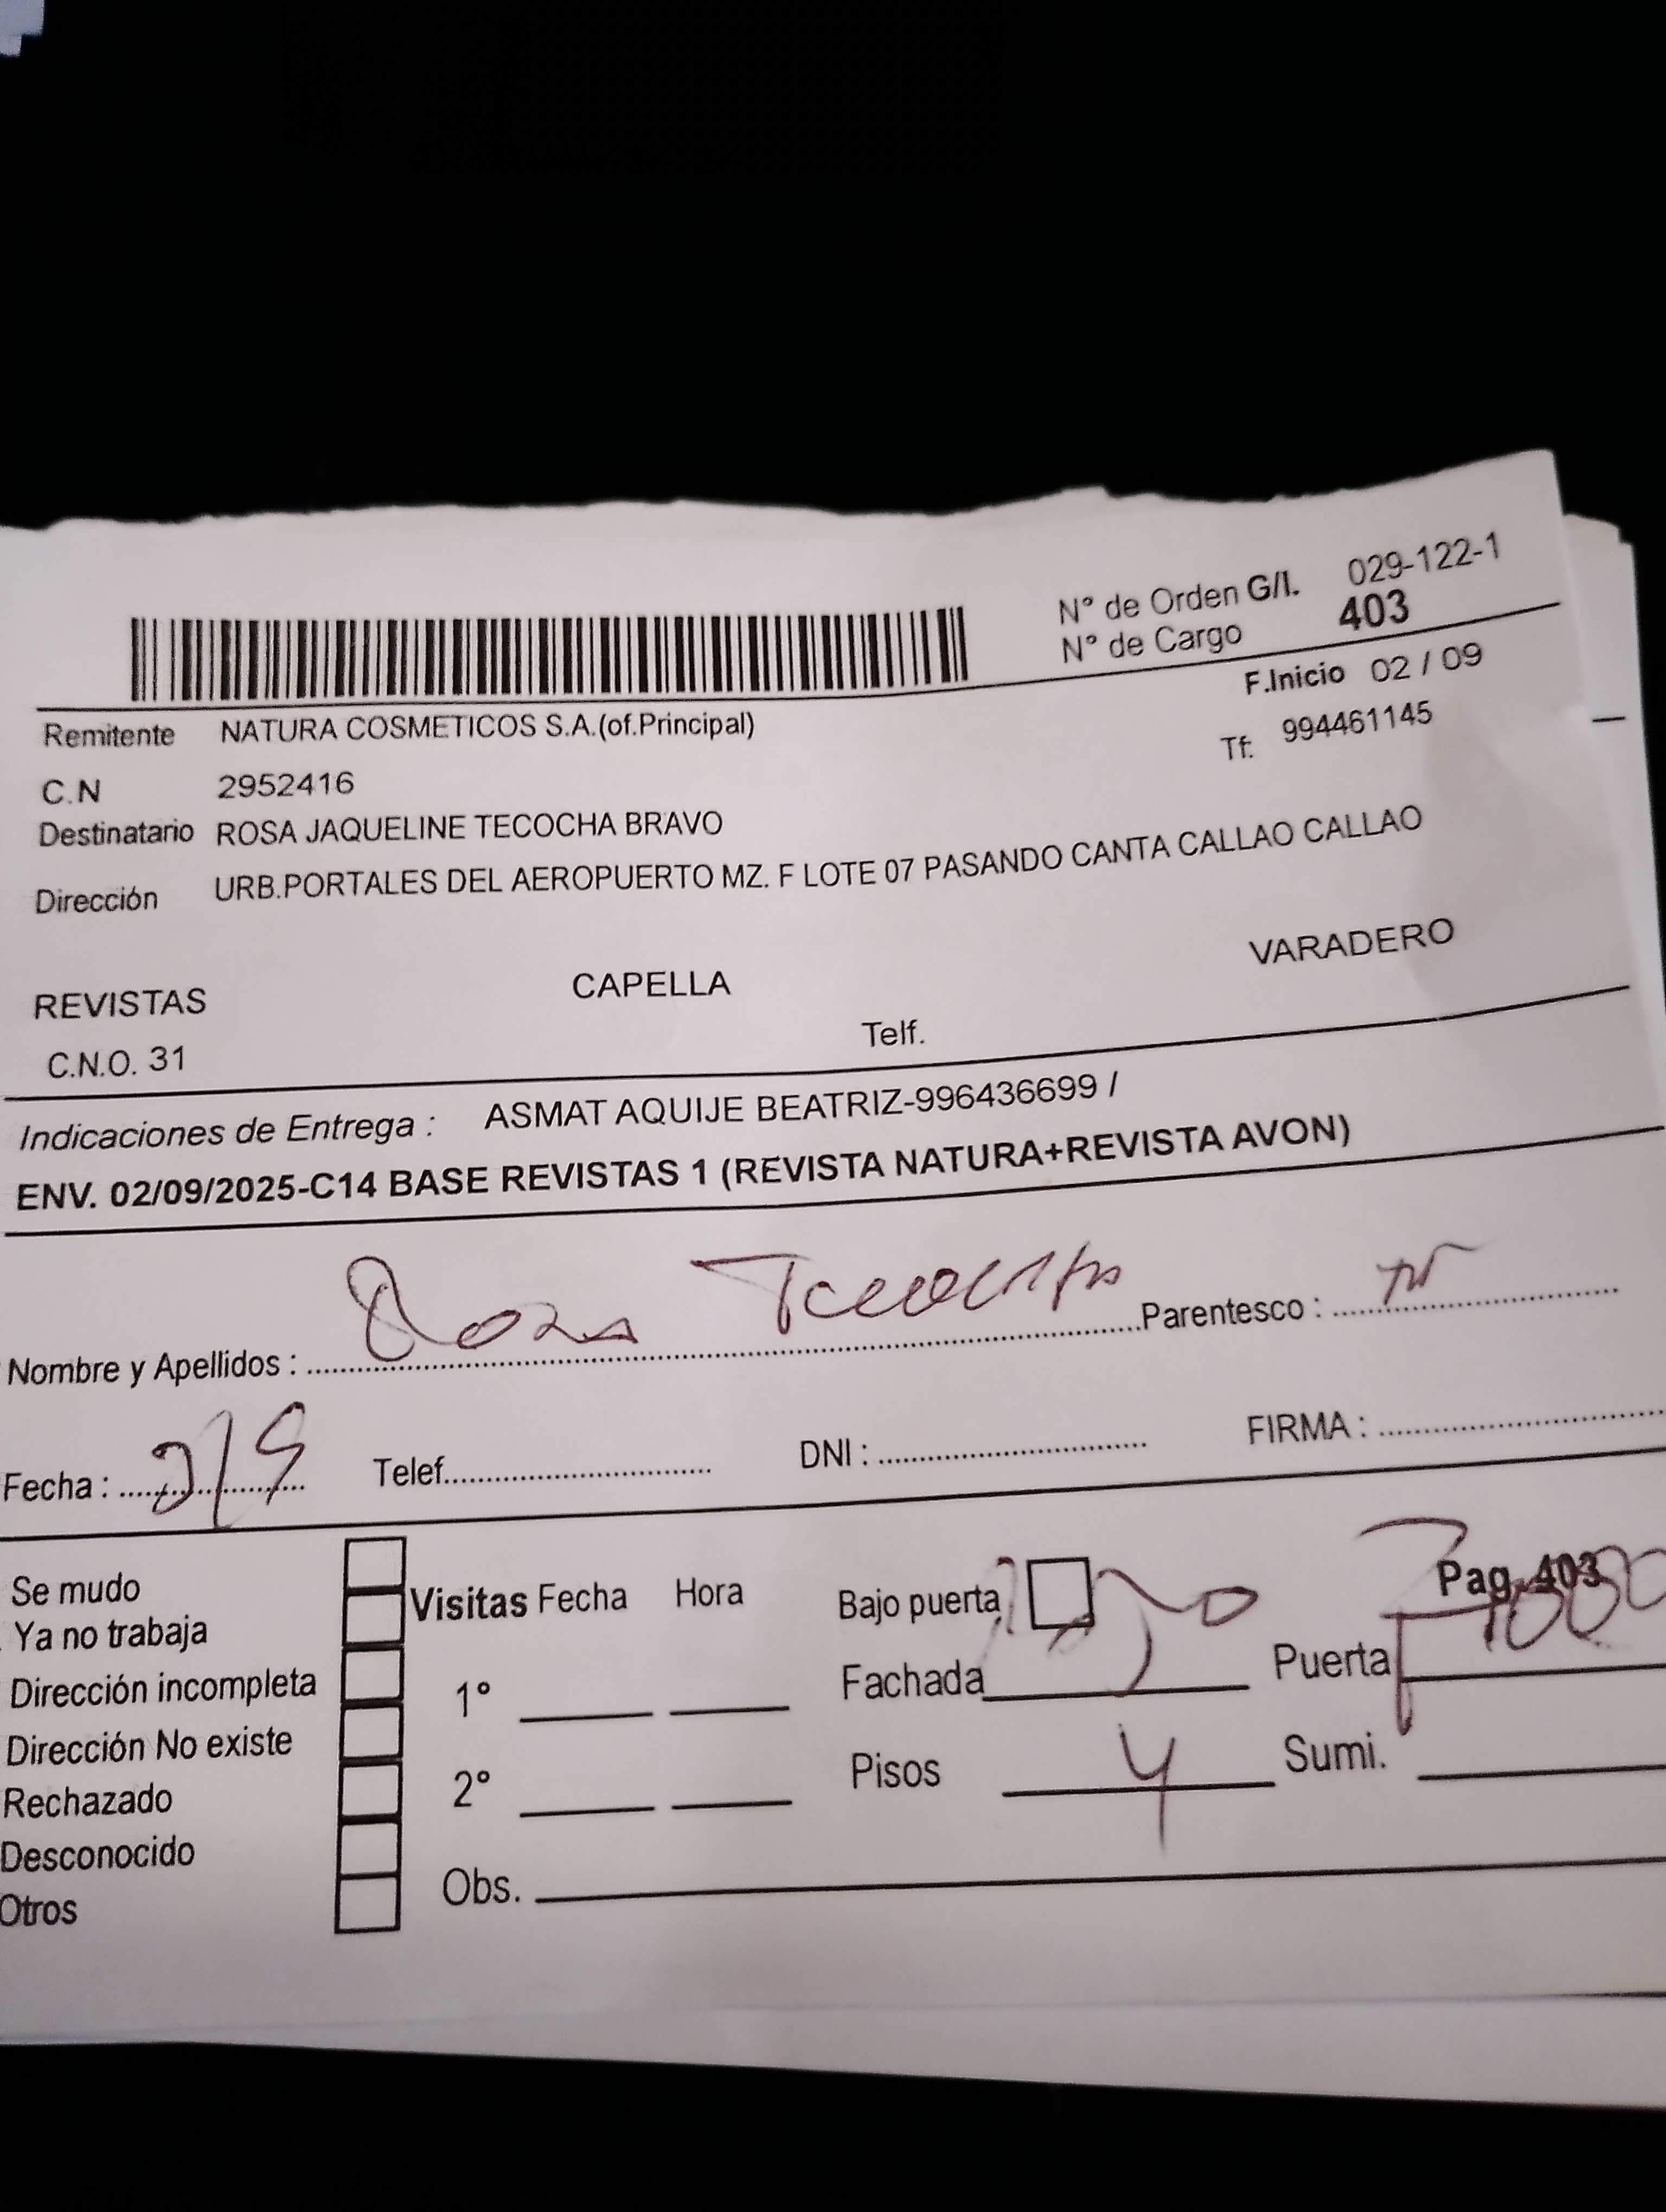 N° de Orden G/I. 029-122-1
N° de Cargo 403
F.Inicio 02 / 09
Remitente NATURA COSMETICOS S.A.(of.Principal)
Tf: 994461145
C.N 2952416
Destinatario ROSA JAQUELINE TECOCHA BRAVO
Dirección URB.PORTALES DEL AEROPUERTO MZ. F LOTE 07 PASANDO CANTA CALLAO CALLAO
REVISTAS CAPELLA VARADERO
C.N.O. 31 Telf.
Indicaciones de Entrega : ASMAT AQUIJE BEATRIZ-996436699 /
ENV. 02/09/2025-C14 BASE REVISTAS 1 (REVISTA NATURA+REVISTA AVON)
Nombre y Apellidos : Rosa Tecocha Parentesco :
Fecha : 2/9 Telef. DNI : FIRMA :
Se mudo
Ya no trabaja
Dirección incompleta
Dirección No existe
Rechazado
Desconocido
Otros
Visitas Fecha Hora
1°
2°
Obs.
Bajo puerta Pag. 403
Fachada Puerta
Pisos 4 Sumi.